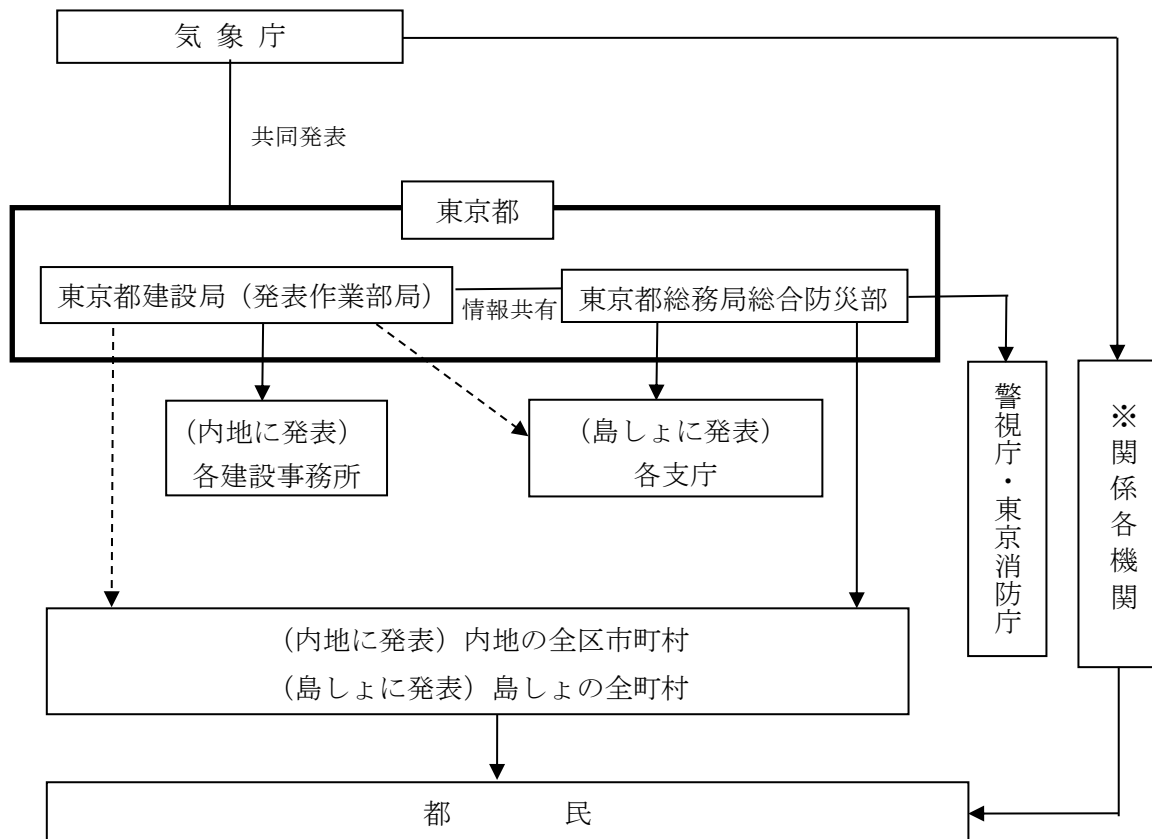 気象庁
共同発表
東京都
東京都建設局（発表作業部局）
情報共有
東京都総務局総合防災部
（内地に発表）
各建設事務所
（島しょに発表）
各支庁
警視庁・東京消防庁
※関係各機関
（内地に発表）内地の全区市町村
（島しょに発表）島しょの全町村
都民